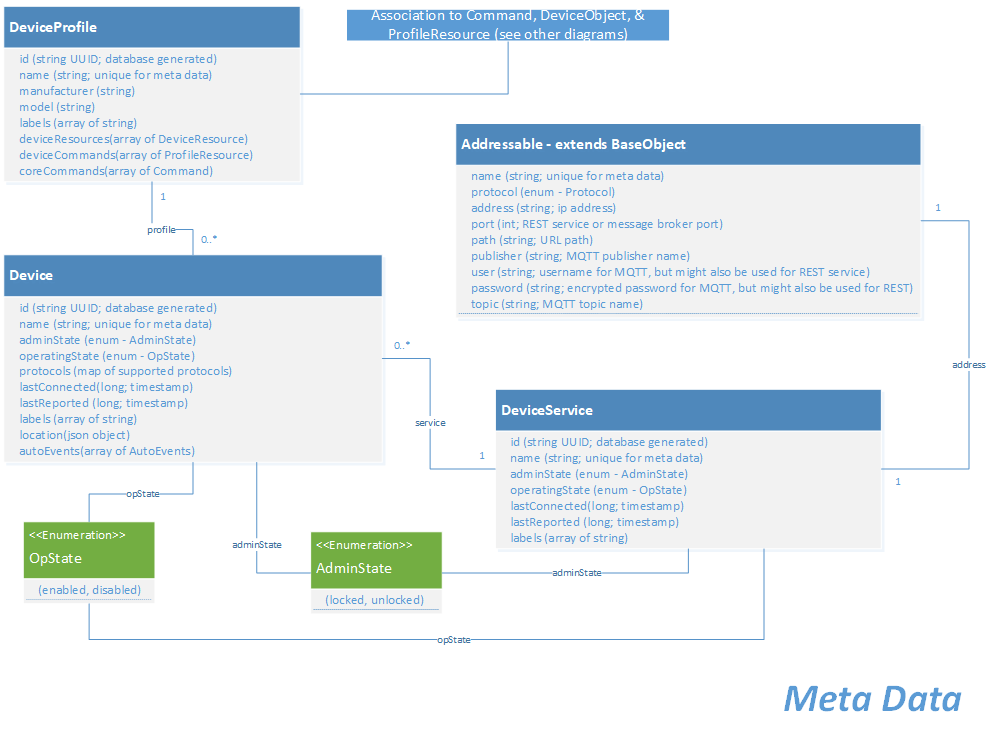 DeviceProfile
id (string UUID; database generated)
name (string; unique for meta data)
manufacturer (string)
model (string)
labels (array of string)
deviceResources(array of DeviceResource)
deviceCommands(array of ProfileResource)
coreCommands(array of Command)
Association to Command, DeviceObject, &
ProfileResource (see other diagrams)
Addressable - extends BaseObject
name (string; unique for meta data)
protocol (enum - Protocol)
address (string; ip address)
port (int; REST service or message broker port)
path (string; URL path)
publisher (string; MQTT publisher name)
user (string; username for MQTT, but might also be used for REST service)
password (string; encrypted password for MQTT, but might also be used for REST)
topic (string; MQTT topic name)
1
profile
0..*
1
address
1
Device
id (string UUID; database generated)
name (string; unique for meta data)
adminState (enum - AdminState)
operatingState (enum - OpState)
protocols (map of supported protocols)
lastConnected(long; timestamp)
lastReported (long; timestamp)
labels (array of string)
location(json object)
autoEvents(array of AutoEvents)
0..*
service
1
DeviceService
id (string UUID; database generated)
name (string; unique for meta data)
adminState (enum - AdminState)
operatingState (enum - OpState)
lastConnected(long; timestamp)
lastReported (long; timestamp)
labels (array of string)
opState
<<Enumeration>>
OpState
(enabled, disabled)
adminState
<<Enumeration>>
AdminState
(locked, unlocked)
adminState
opState
Meta Data